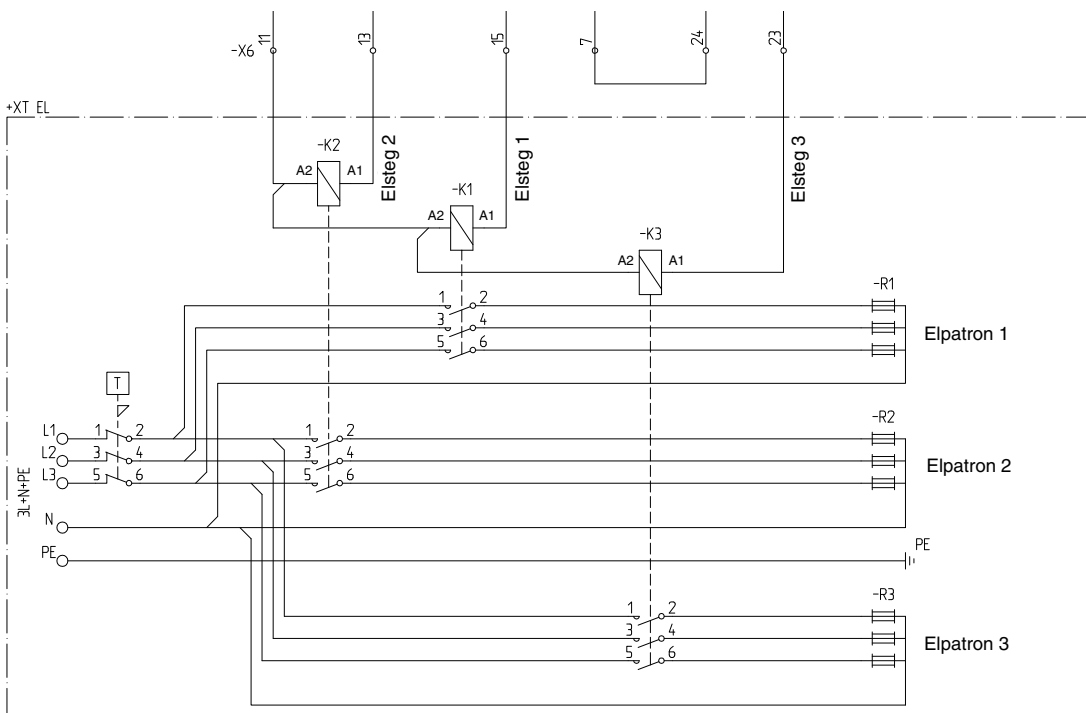 -X6 11 13 15 7 24 23
+XT EL
-K2
A2 A1
Elsteg 2
-K1
A2 A1
Elsteg 1
-K3
A2 A1
Elsteg 3
1 2
3 4
5 6
-R1
Elpatron 1
T
L1 1 2
L2 3 4
L3 5 6
N
PE
3L+N+PE
1 2
3 4
5 6
-R2
Elpatron 2
PE
1 2
3 4
5 6
-R3
Elpatron 3